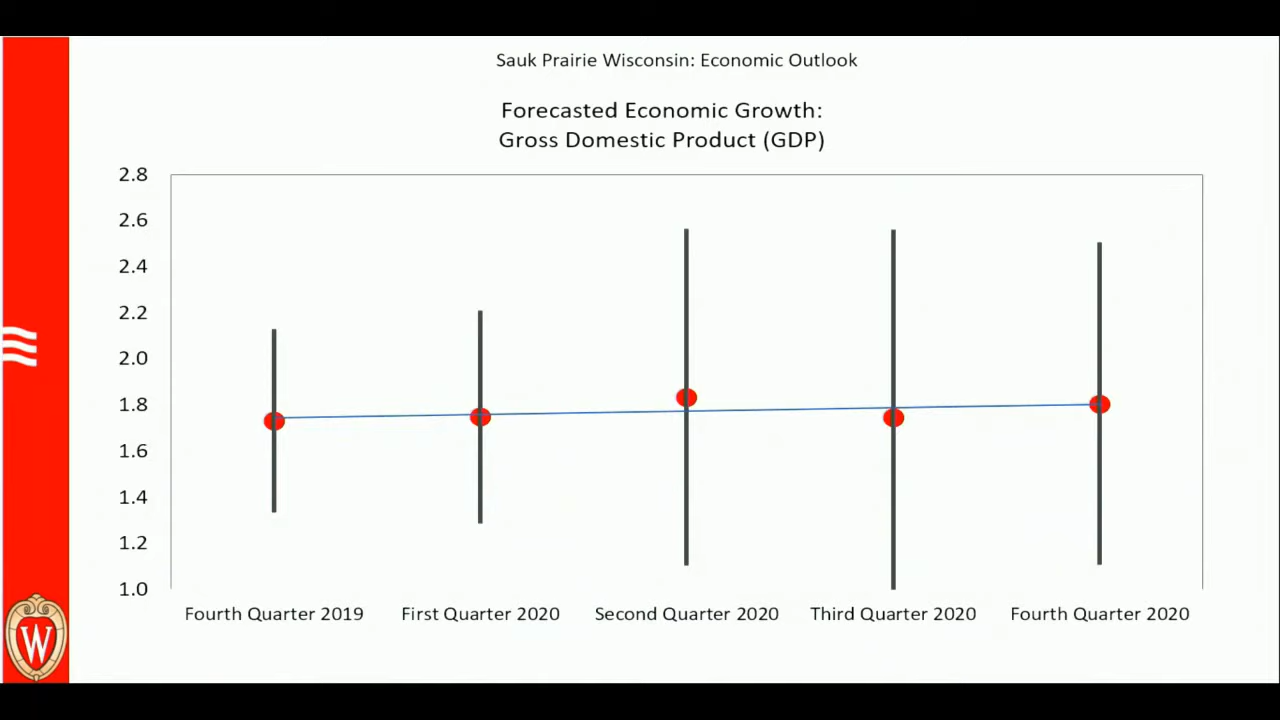 Sauk Prairie Wisconsin: Economic Outlook
Forecasted Economic Growth:
Gross Domestic Product (GDP)
2.8
2.6
2.4
2.2
2.0
1.8
1.6
1.4
1.2
1.0
Fourth Quarter 2019 First Quarter 2020 Second Quarter 2020 Third Quarter 2020 Fourth Quarter 2020
W